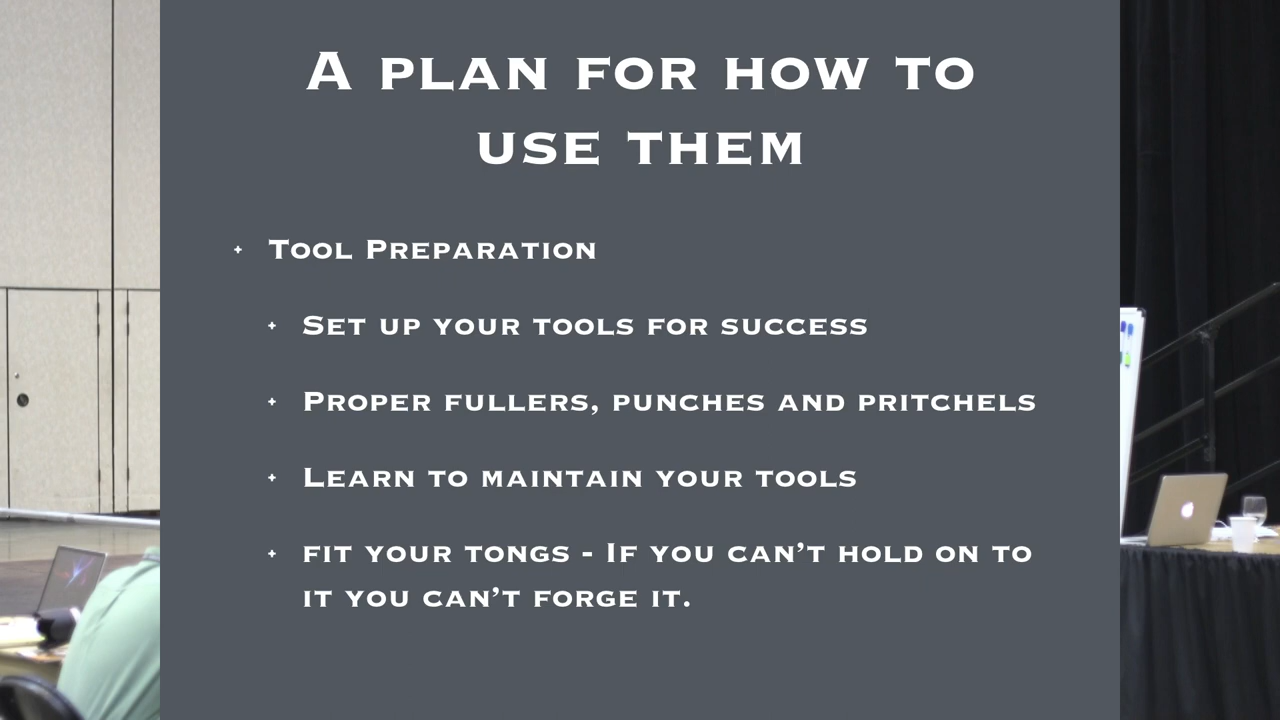 A plan for how to
use them
Tool Preparation
Set up your tools for success
Proper fullers, punches and pritchels
Learn to maintain your tools
fit your tongs - If you can't hold on to
it you can't forge it.